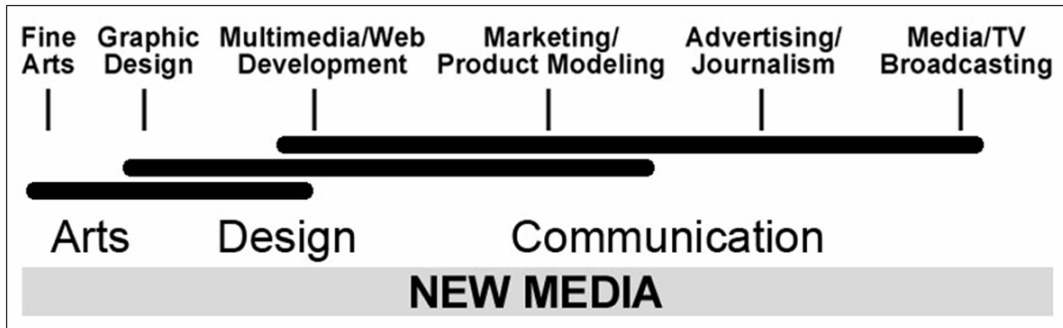 Fine Arts
Graphic Design
Multimedia/Web Development
Marketing/ Product Modeling
Advertising/ Journalism
Media/TV Broadcasting
Arts
Design
Communication
NEW MEDIA